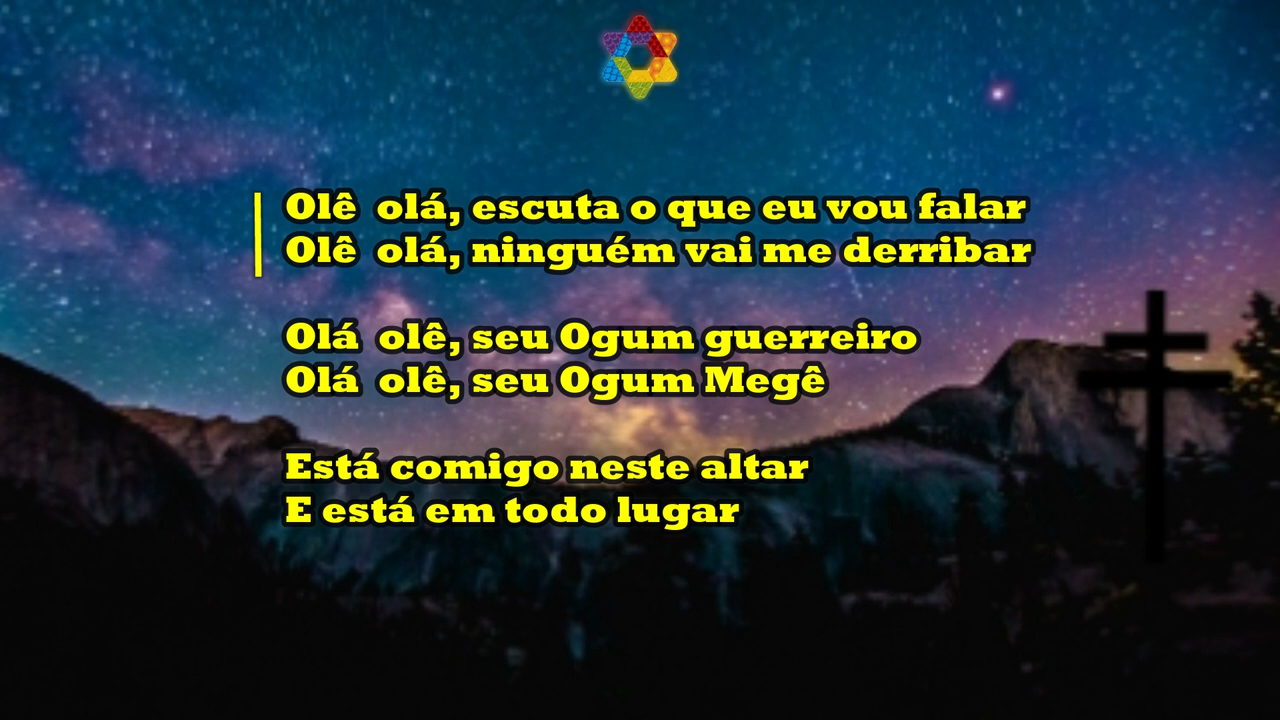 Olê olá, escuta o que eu vou falar
Olê olá, ninguém vai me derribar
Olá olê, seu Ogum guerreiro
Olá olê, seu Ogum Megê
Está comigo neste altar
E está em todo lugar